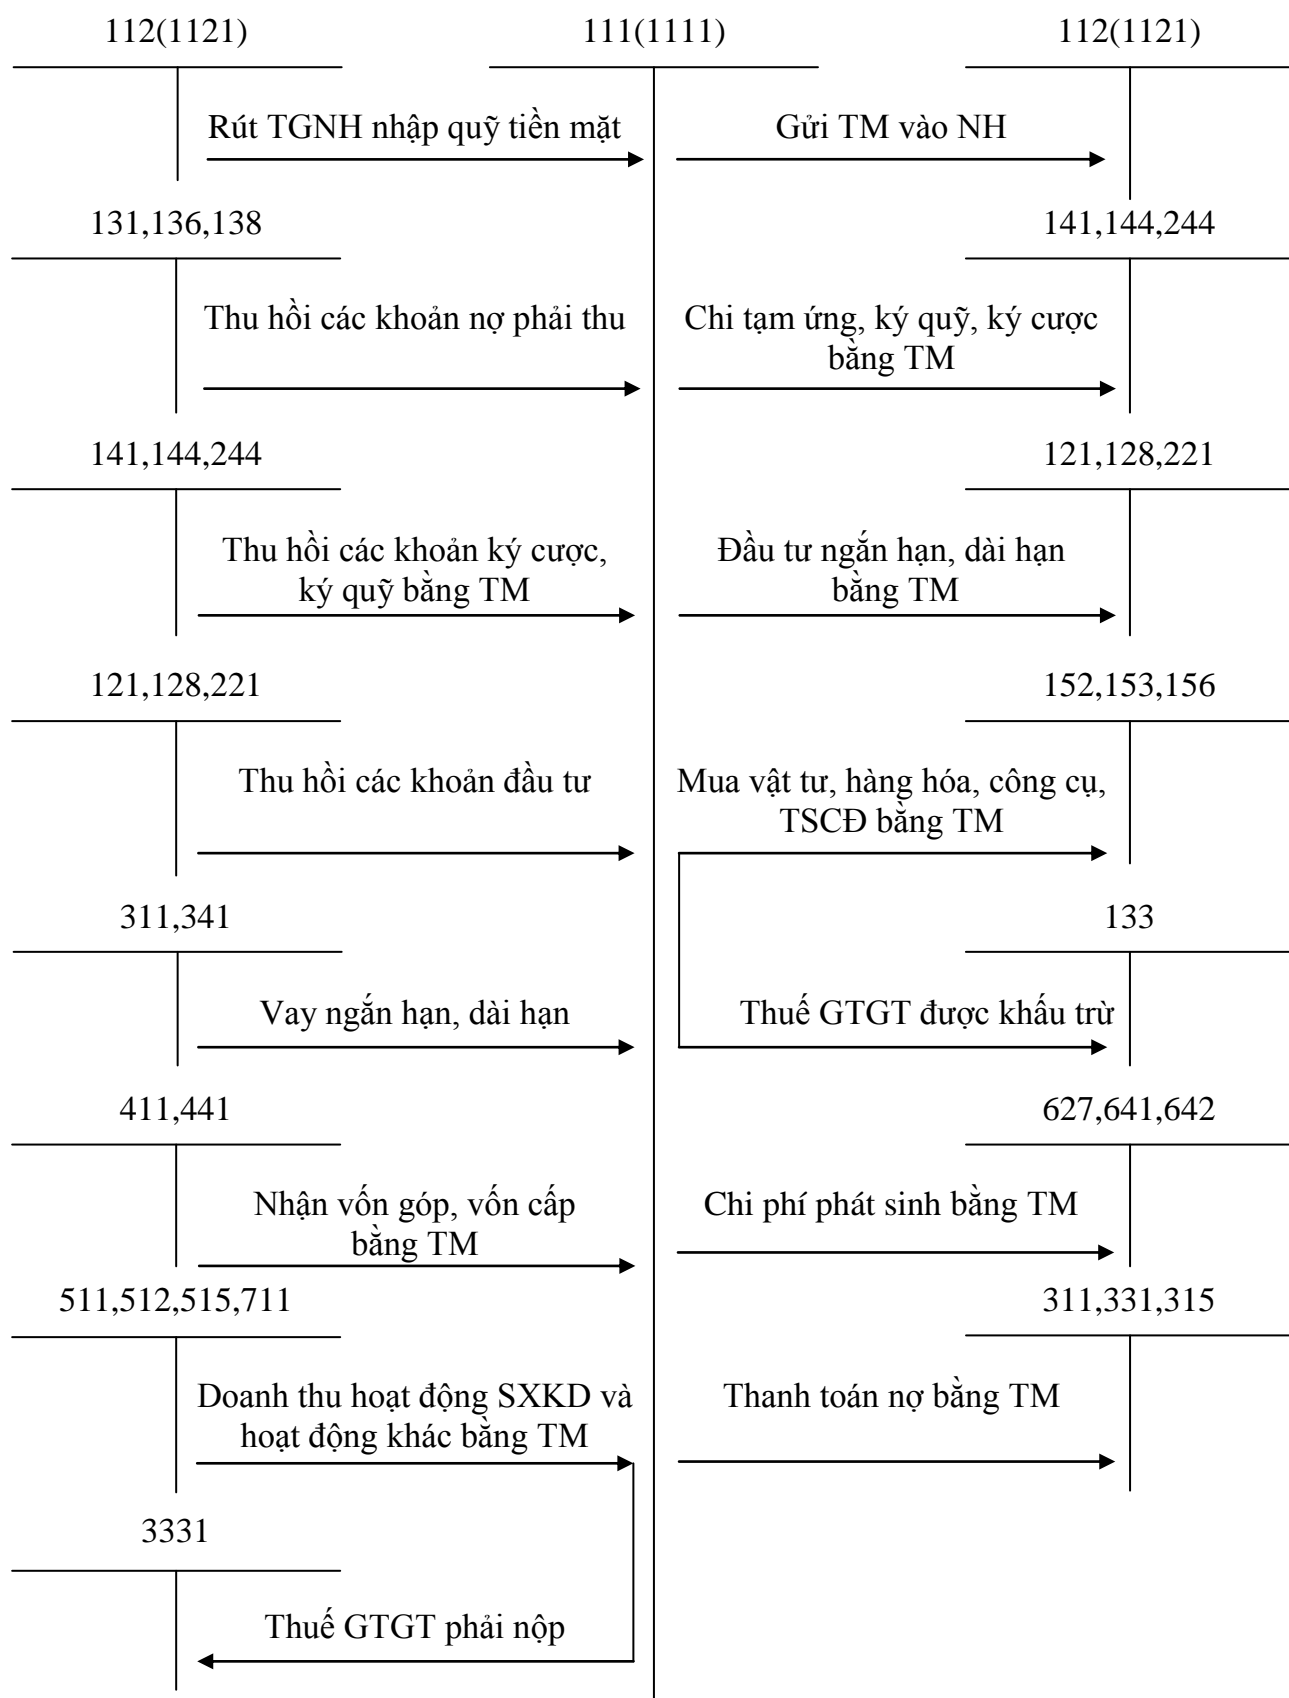 112(1121)
111(1111)
112(1121)
Rút TGNH nhập quỹ tiền mặt
Gửi TM vào NH
131,136,138
141,144,244
Thu hồi các khoản nợ phải thu
Chi tạm ứng, ký quỹ, ký cược
bằng TM
141,144,244
121,128,221
Thu hồi các khoản ký cược,
ký quỹ bằng TM
Đầu tư ngắn hạn, dài hạn
bằng TM
121,128,221
152,153,156
Thu hồi các khoản đầu tư
Mua vật tư, hàng hóa, công cụ,
TSCĐ bằng TM
311,341
133
Vay ngắn hạn, dài hạn
Thuế GTGT được khấu trừ
411,441
627,641,642
Nhận vốn góp, vốn cấp
bằng TM
Chi phí phát sinh bằng TM
511,512,515,711
311,331,315
Doanh thu hoạt động SXKD và
hoạt động khác bằng TM
Thanh toán nợ bằng TM
3331
Thuế GTGT phải nộp